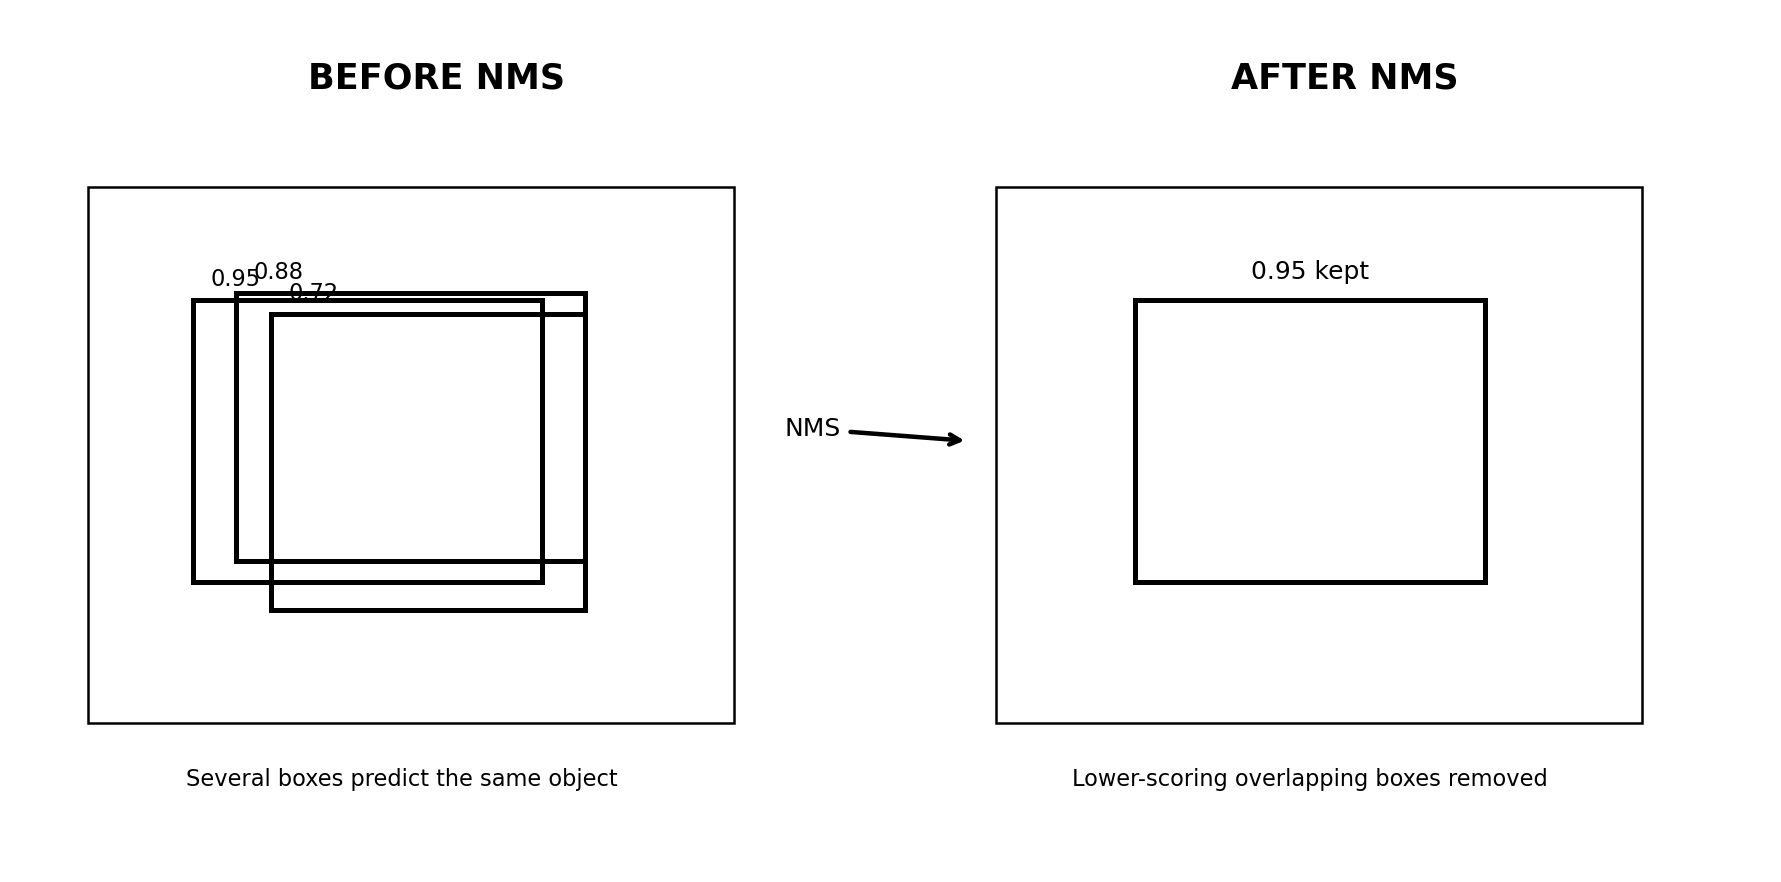 BEFORE NMS
AFTER NMS
0.95
0.88
0.72
0.95 kept
NMS
Several boxes predict the same object
Lower-scoring overlapping boxes removed